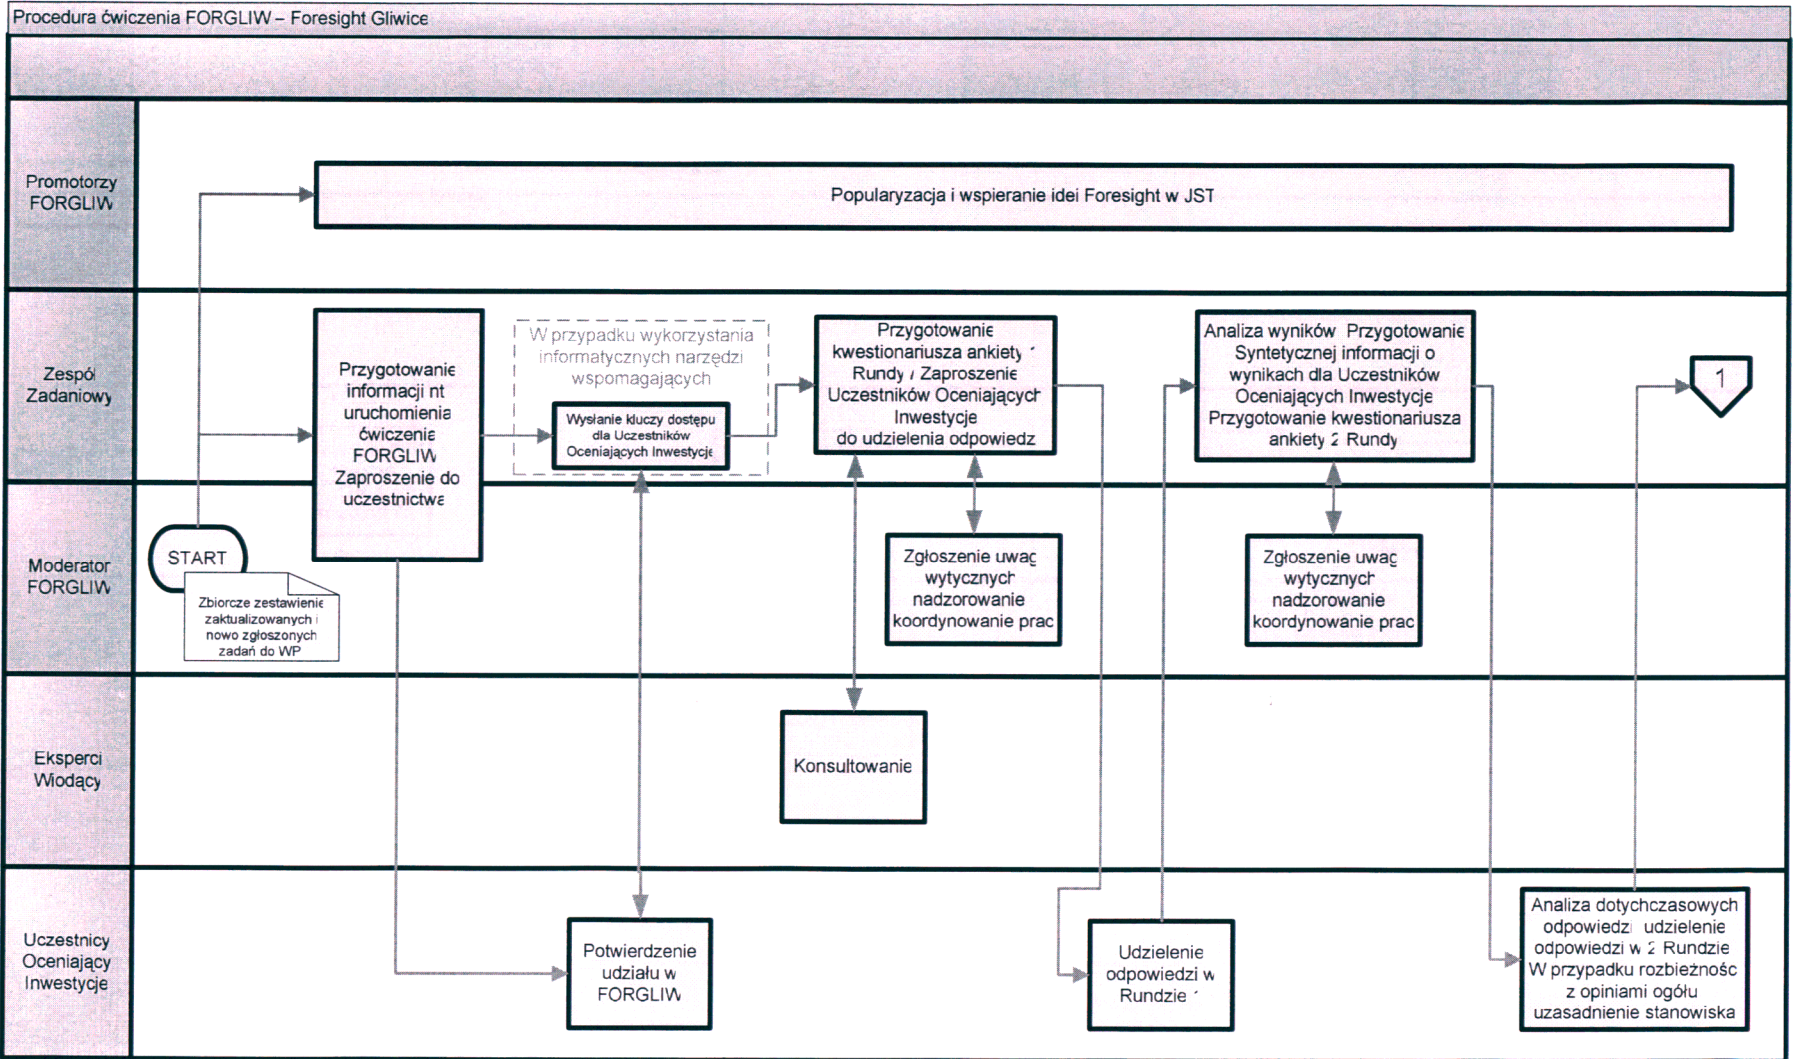 Procedura ćwiczenia FORGLIW – Foresight Gliwice
Promotorzy
FORGLIW
Popularyzacja i wspieranie idei Foresight w JST
Zespół
Zadaniowy
Przygotowanie
informacji nt
uruchomienia
ćwiczenia
FORGLIW
Zaproszenie do
uczestnictwa
W przypadku wykorzystania
informatycznych narzędzi
wspomagających
Wysłanie kluczy dostępu
dla Uczestników
Oceniających Inwestycje
Przygotowanie
kwestionariusza ankiety 1
Rundy / Zaproszenie
Uczestników Oceniających
Inwestycje
do udzielenia odpowiedz
Analiza wyników Przygotowanie
Syntetycznej informacji o
wynikach dla Uczestników
Oceniających Inwestycje
Przygotowanie kwestionariusza
ankiety 2 Rundy
1
Moderator
FORGLIW
START
Zbiorcze zestawienie
zaktualizowanych i
nowo zgłoszonych
zadań do WP
Zgłoszenie uwag
wytycznych
nadzorowanie
koordynowanie prac
Zgłoszenie uwag
wytycznych
nadzorowanie
koordynowanie prac
Eksperci
Wiodący
Konsultowanie
Uczestnicy
Oceniający
Inwestycje
Potwierdzenie
udziału w
FORGLIW
Udzielenie
odpowiedzi w
Rundzie 1
Analiza dotychczasowych
odpowiedzi udzielenie
odpowiedzi w 2 Rundzie
W przypadku rozbieżnośc
z opiniami ogółu
uzasadnienie stanowiska